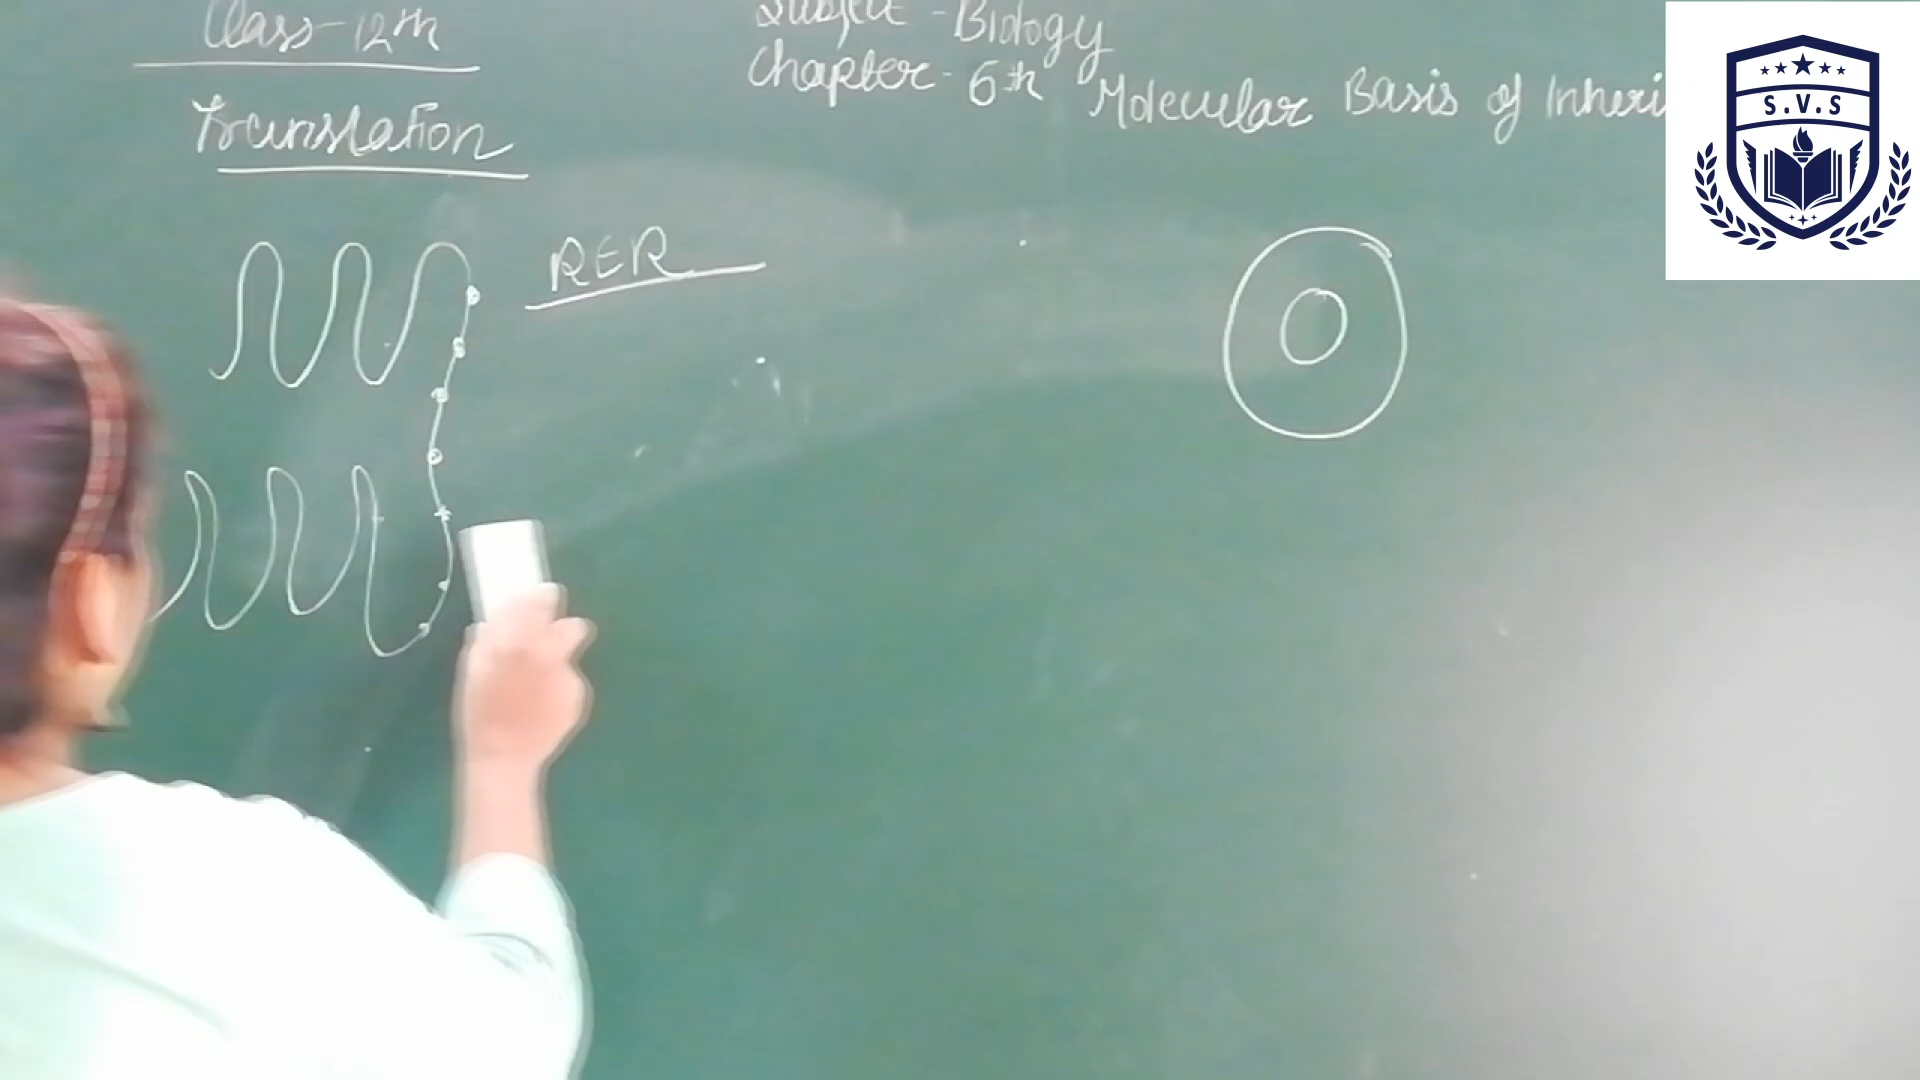 Class-12th
Subject - Biology
Chapter - 6th Molecular Basis of Inheri
Translation
RER
S.V.S